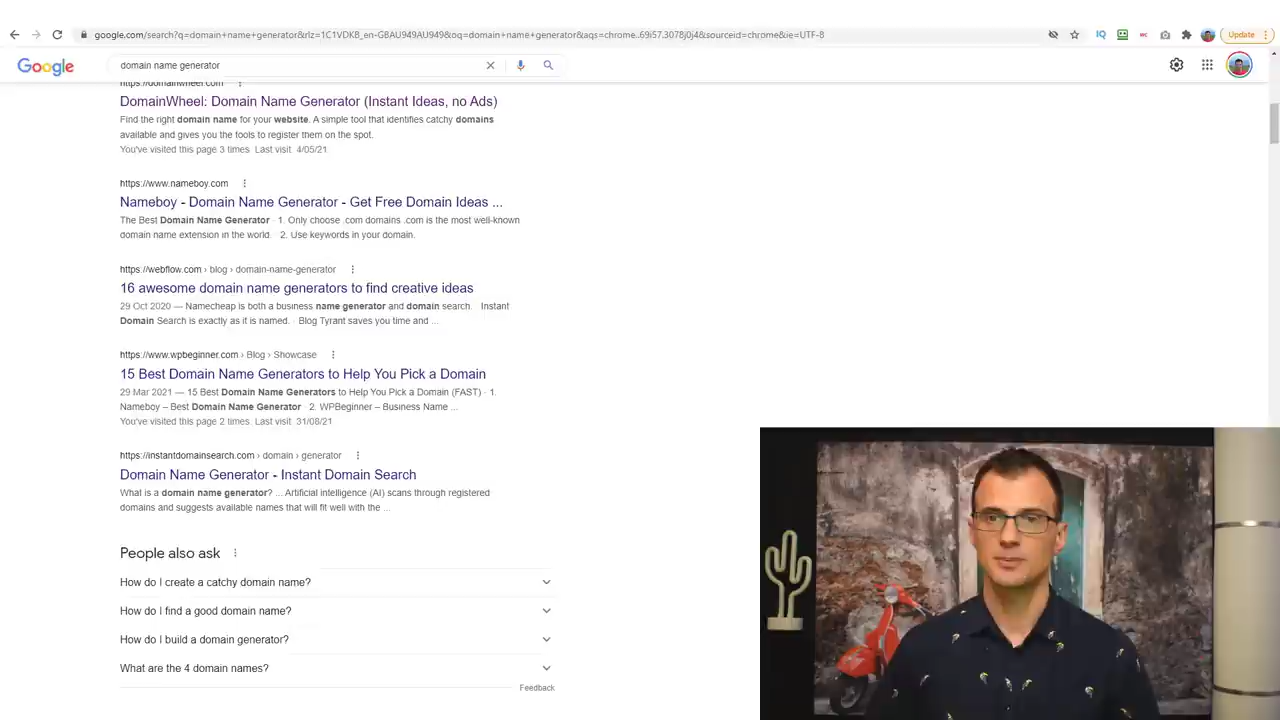 google.com/search?q=domain+name+generator&rlz=1C1VDKB_en-GBAU949AU949&oq=domain+name+generator&aqs=chrome..69i57.3078j0j4&sourceid=chrome&ie=UTF-8
Update
Google
domain name generator
https://domainwheel.com
DomainWheel: Domain Name Generator (Instant Ideas, no Ads)
Find the right domain name for your website. A simple tool that identifies catchy domains
available and gives you the tools to register them on the spot.
You've visited this page 3 times. Last visit: 4/05/21
https://www.nameboy.com
Nameboy - Domain Name Generator - Get Free Domain Ideas ...
The Best Domain Name Generator · 1. Only choose .com domains .com is the most well-known
domain name extension in the world. · 2. Use keywords in your domain.
https://webflow.com › blog › domain-name-generator
16 awesome domain name generators to find creative ideas
29 Oct 2020 — Namecheap is both a business name generator and domain search. · Instant
Domain Search is exactly as it is named. · Blog Tyrant saves you time and ...
https://www.wpbeginner.com › Blog › Showcase
15 Best Domain Name Generators to Help You Pick a Domain
29 Mar 2021 — 15 Best Domain Name Generators to Help You Pick a Domain (FAST) · 1.
Nameboy – Best Domain Name Generator · 2. WPBeginner – Business Name ...
You've visited this page 2 times. Last visit: 31/08/21
https://instantdomainsearch.com › domain › generator
Domain Name Generator - Instant Domain Search
What is a domain name generator? ... Artificial intelligence (AI) scans through registered
domains and suggests available names that will fit well with the ...
People also ask
How do I create a catchy domain name?
How do I find a good domain name?
How do I build a domain generator?
What are the 4 domain names?
Feedback